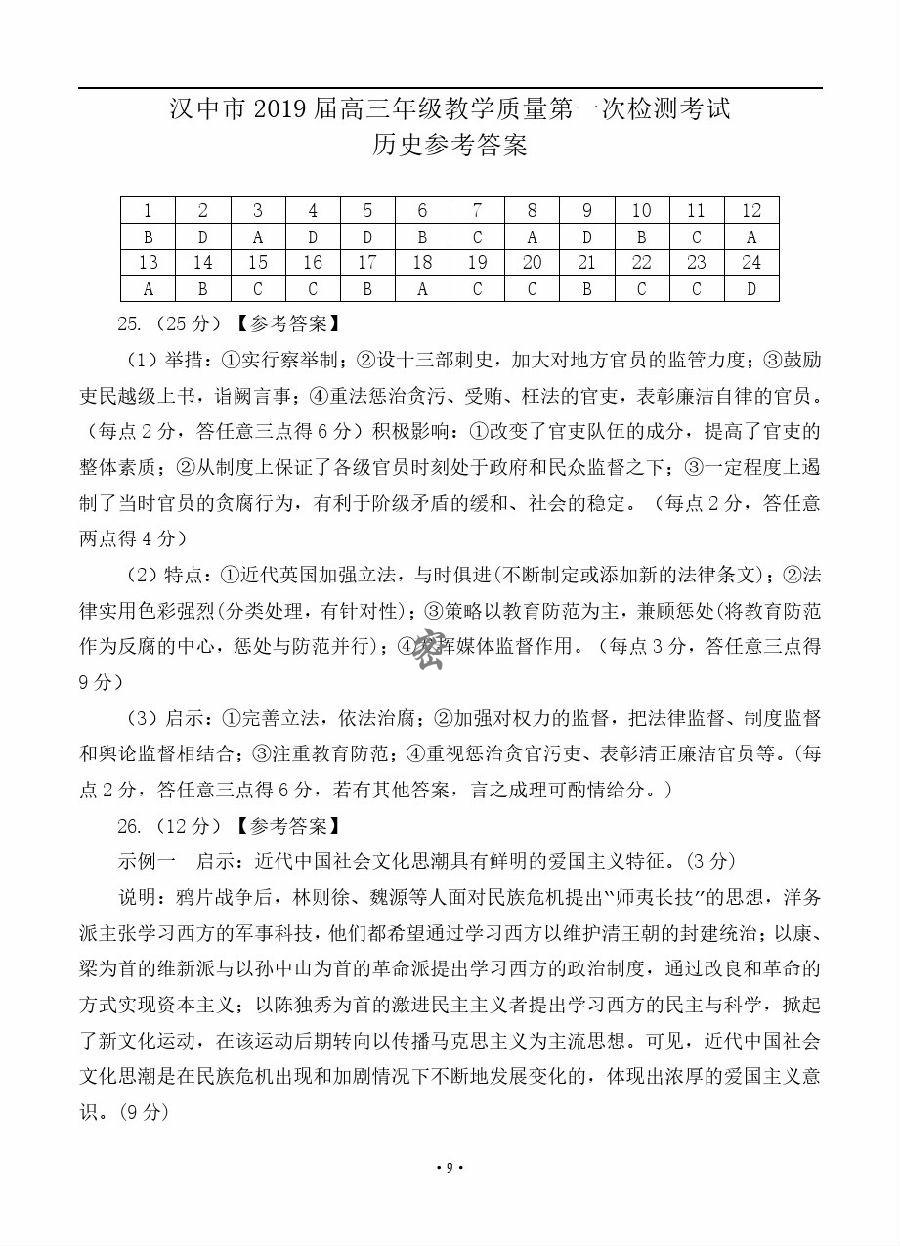 汉中市 2019 届高三年级教学质量第一次检测考试
历史参考答案
1 2 3 4 5 6 7 8 9 10 11 12
B D A D D B C A D B C A
13 14 15 16 17 18 19 20 21 22 23 24
A B C C B A C C B C C D
25.（25 分）【参考答案】
（1）举措：①实行察举制；②设十三部刺史，加大对地方官员的监管力度；③鼓励
吏民越级上书，诣阙言事；④重法惩治贪污、受贿、枉法的官吏，表彰廉洁自律的官员。
（每点 2 分，答任意三点得 6 分）积极影响：①改变了官吏队伍的成分，提高了官吏的
整体素质；②从制度上保证了各级官员时刻处于政府和民众监督之下；③一定程度上遏
制了当时官员的贪腐行为，有利于阶级矛盾的缓和、社会的稳定。（每点 2 分，答任意
两点得 4 分）
（2）特点：①近代英国加强立法，与时俱进(不断制定或添加新的法律条文)；②法
律实用色彩强烈(分类处理，有针对性)；③策略以教育防范为主，兼顾惩处(将教育防范
作为反腐的中心，惩处与防范并行)；④发挥媒体监督作用。（每点 3 分，答任意三点得
9 分）
（3）启示：①完善立法，依法治腐；②加强对权力的监督，把法律监督、制度监督
和舆论监督相结合；③注重教育防范；④重视惩治贪官污吏、表彰清正廉洁官员等。(每
点 2 分，答任意三点得 6 分，若有其他答案，言之成理可酌情给分。)
26.（12 分）【参考答案】
示例一　启示：近代中国社会文化思潮具有鲜明的爱国主义特征。(3 分)
说明：鸦片战争后，林则徐、魏源等人面对民族危机提出“师夷长技”的思想，洋务
派主张学习西方的军事科技，他们都希望通过学习西方以维护清王朝的封建统治；以康、
梁为首的维新派与以孙中山为首的革命派提出学习西方的政治制度，通过改良和革命的
方式实现资本主义；以陈独秀为首的激进民主主义者提出学习西方的民主与科学，掀起
了新文化运动，在该运动后期转向以传播马克思主义为主流思想。可见，近代中国社会
文化思潮是在民族危机出现和加剧情况下不断地发展变化的，体现出浓厚的爱国主义意
识。(9 分)
密
·9·